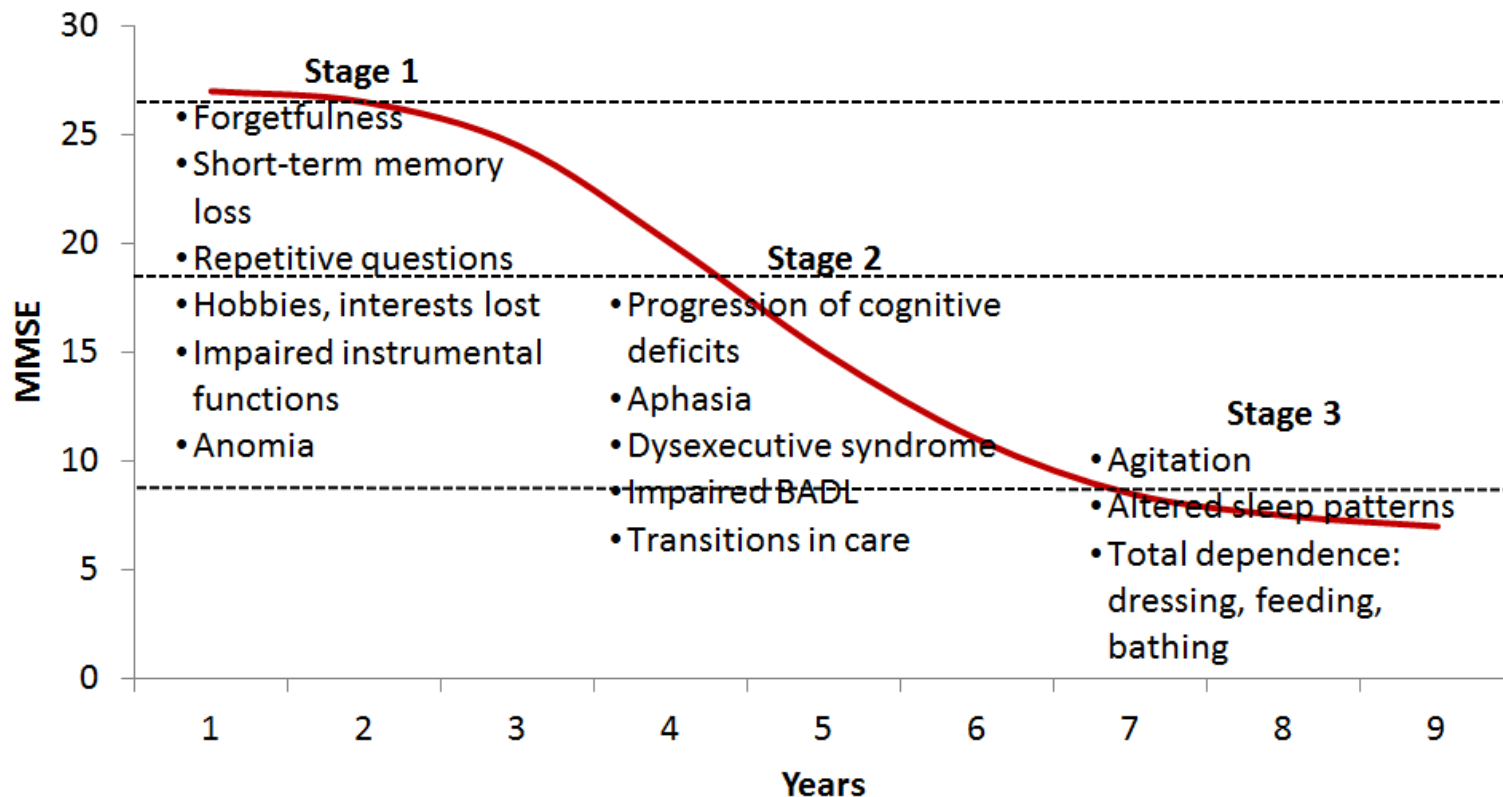 30
25
20
15
10
5
0
MMSE
Stage 1
• Forgetfulness
• Short-term memory
loss
• Repetitive questions
• Hobbies, interests lost
• Impaired instrumental
functions
• Anomia
Stage 2
• Progression of cognitive
deficits
• Aphasia
• Dysexecutive syndrome
• Impaired BADL
• Transitions in care
Stage 3
• Agitation
• Altered sleep patterns
• Total dependence:
dressing, feeding,
bathing
1 2 3 4 5 6 7 8 9
Years